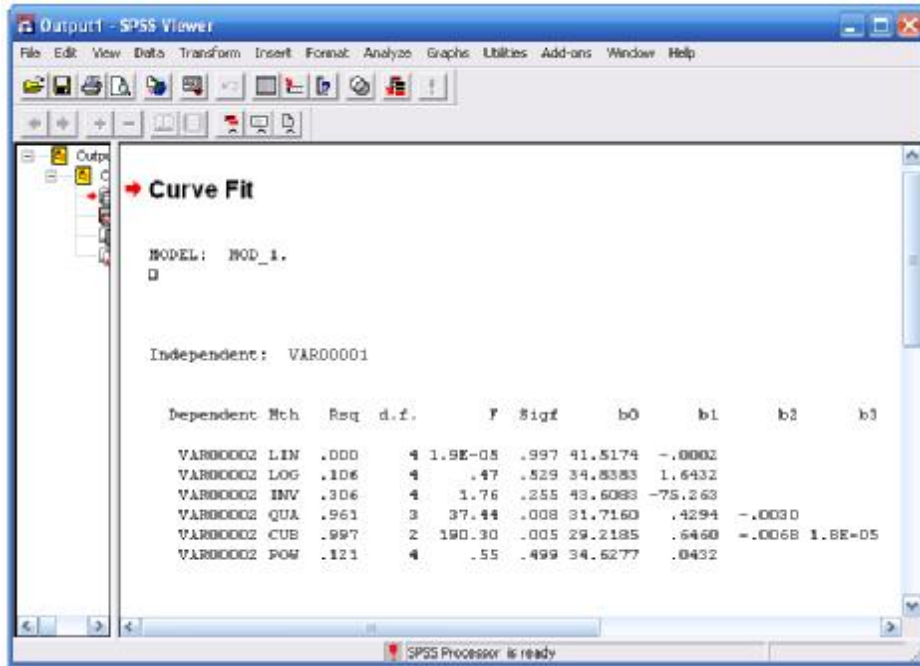 Output1 - SPSS Viewer
File Edit View Data Transform Insert Format Analyze Graphs Utilities Add-ons Window Help
Outpu
C
Curve Fit
MODEL: MOD_1.
Independent: VAR00001
Dependent Mth Rsq d.f. F Sigf b0 b1 b2 b3
VAR00002 LIN .000 4 1.9E-05 .997 41.5174 -.0002
VAR00002 LOG .106 4 .47 .529 34.8383 1.6432
VAR00002 INV .306 4 1.76 .255 43.6083 -75.263
VAR00002 QUA .961 3 37.44 .008 31.7160 .4294 -.0030
VAR00002 CUB .997 2 190.30 .005 29.2185 .6460 -.0068 1.8E-05
VAR00002 POW .121 4 .55 .499 34.6277 .0432
SPSS Processor is ready